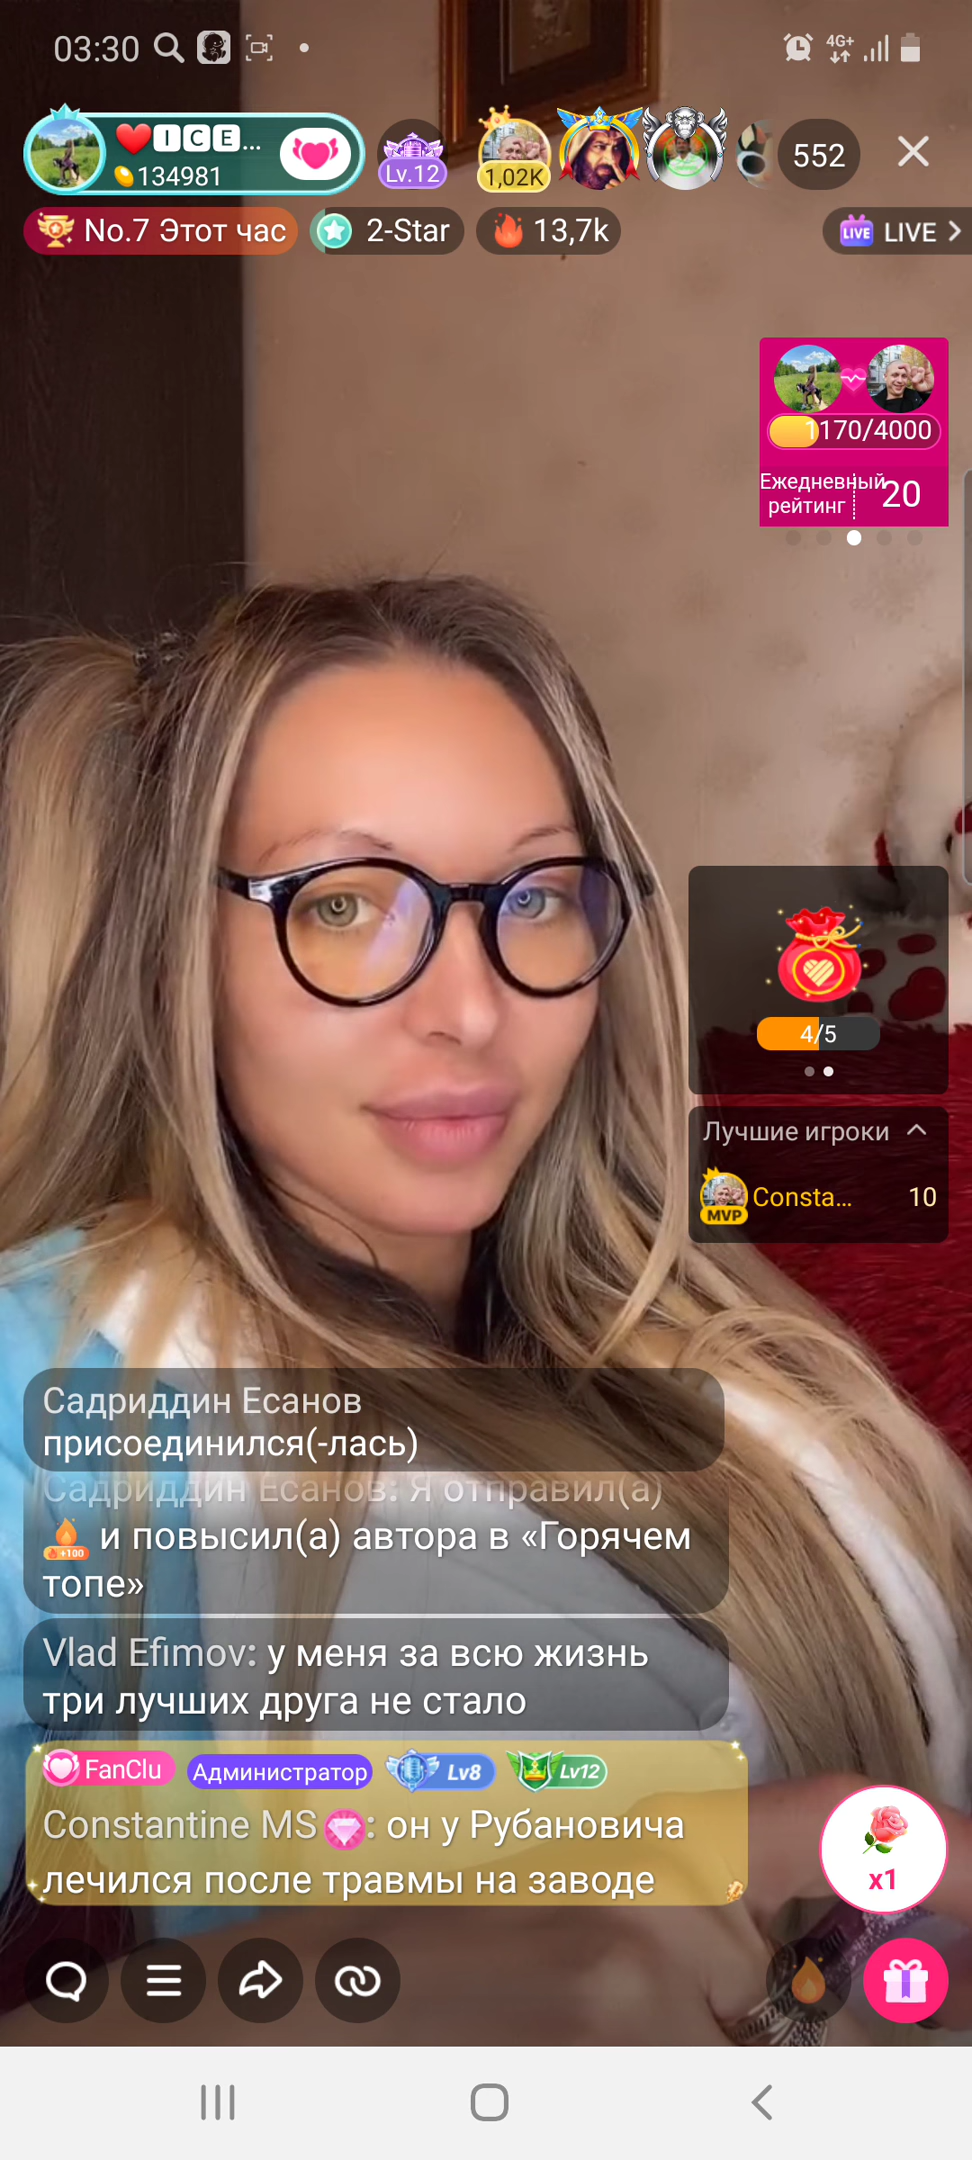 03:30
4G+
❤️ICE...
134981
Lv.12
1,02K
552
No.7 Этот час
2-Star
13,7k
LIVE LIVE >
1170/4000
Ежедневный
рейтинг
20
4/5
Лучшие игроки
MVP Consta... 10
Садриддин Есанов
присоединился(-лась)
Садриддин Есанов: Я отправил(а)
+100 и повысил(а) автора в «Горячем
топе»
Vlad Efimov: у меня за всю жизнь
три лучших друга не стало
FanClu Администратор Lv8 Lv12
Constantine MS: он у Рубановича
лечился после травмы на заводе
x1